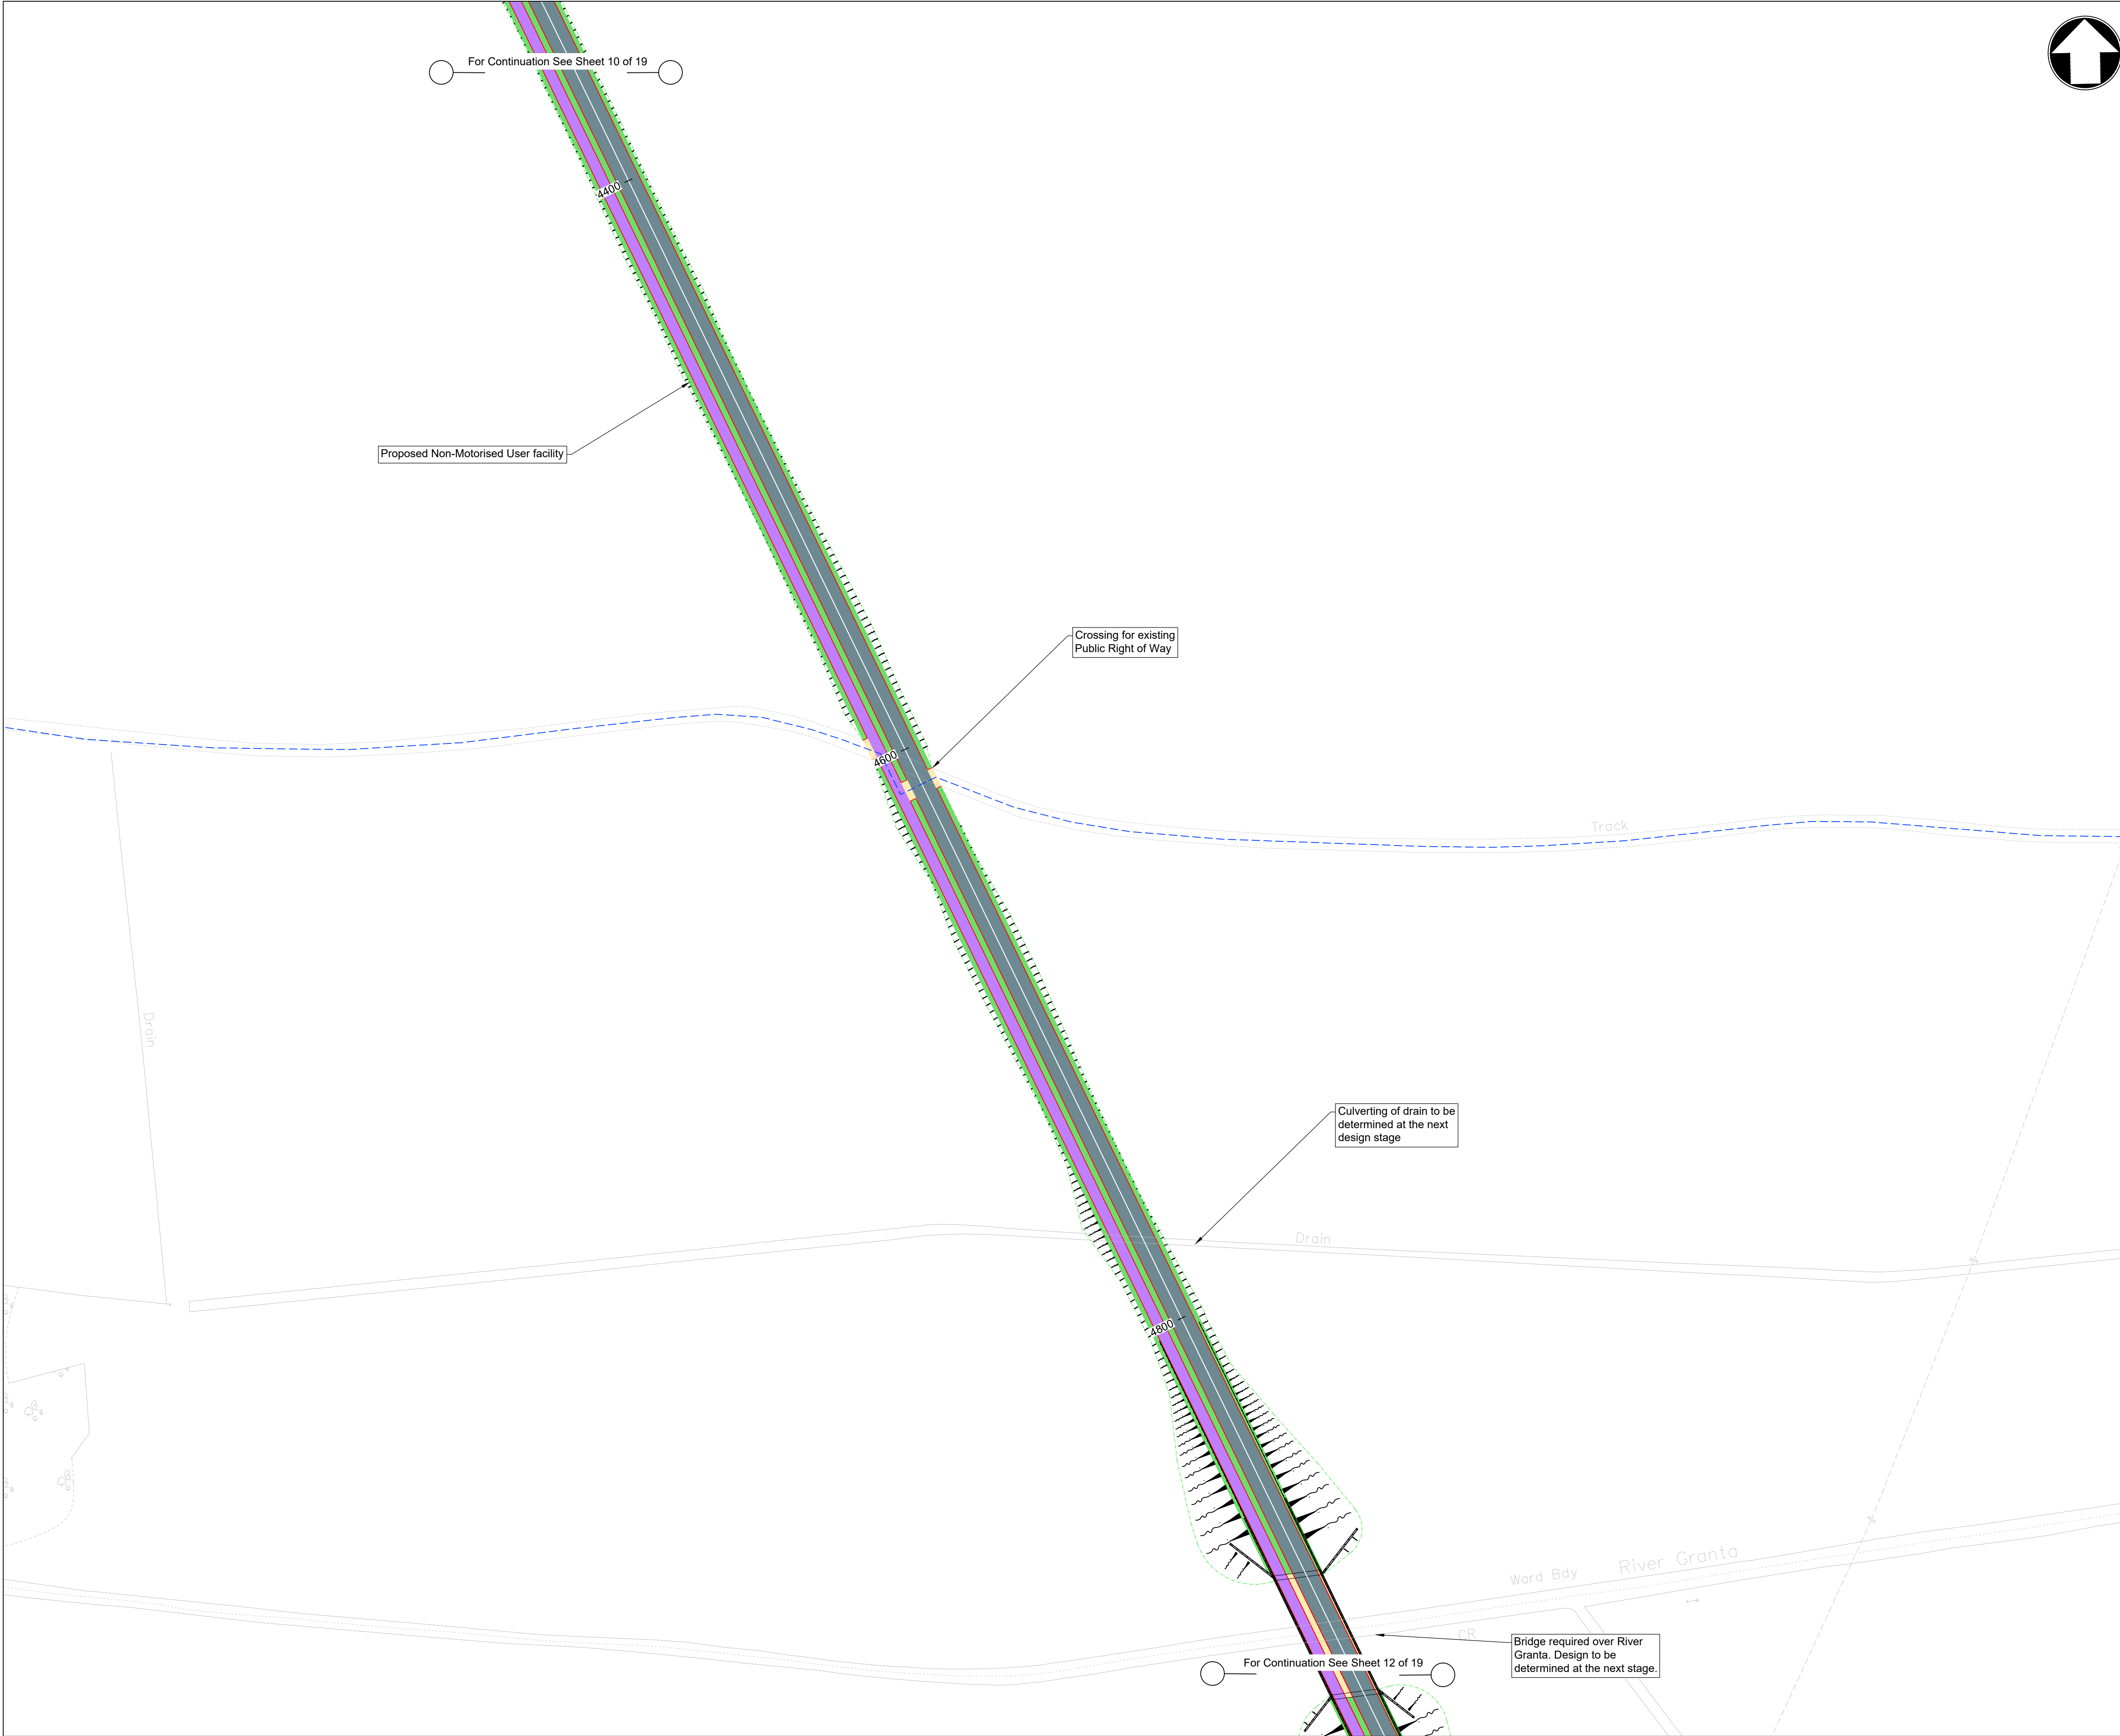 For Continuation See Sheet 10 of 19
4400
Proposed Non-Motorised User facility
Crossing for existing
Public Right of Way
4600
Track
Drain
Culverting of drain to be
determined at the next
design stage
Drain
4800
River Granta
Ward Bdy
CR
Bridge required over River
Granta. Design to be
determined at the next stage.
For Continuation See Sheet 12 of 19